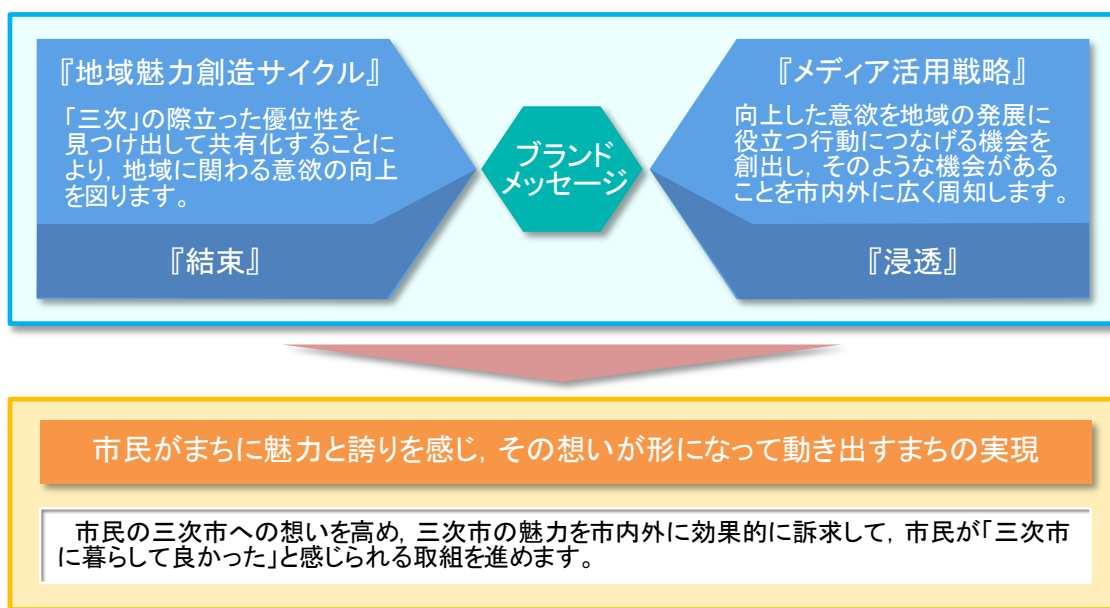 『地域魅力創造サイクル』
「三次」の際立った優位性を
見つけ出して共有化することに
より，地域に関わる意欲の向上
を図ります。
『結束』
ブランド
メッセージ
『メディア活用戦略』
向上した意欲を地域の発展に
役立つ行動につなげる機会を
創出し，そのような機会がある
ことを市内外に広く周知します。
『浸透』
市民がまちに魅力と誇りを感じ，その想いが形になって動き出すまちの実現
市民の三次市への想いを高め，三次市の魅力を市内外に効果的に訴求して，市民が「三次市
に暮らして良かった」と感じられる取組を進めます。